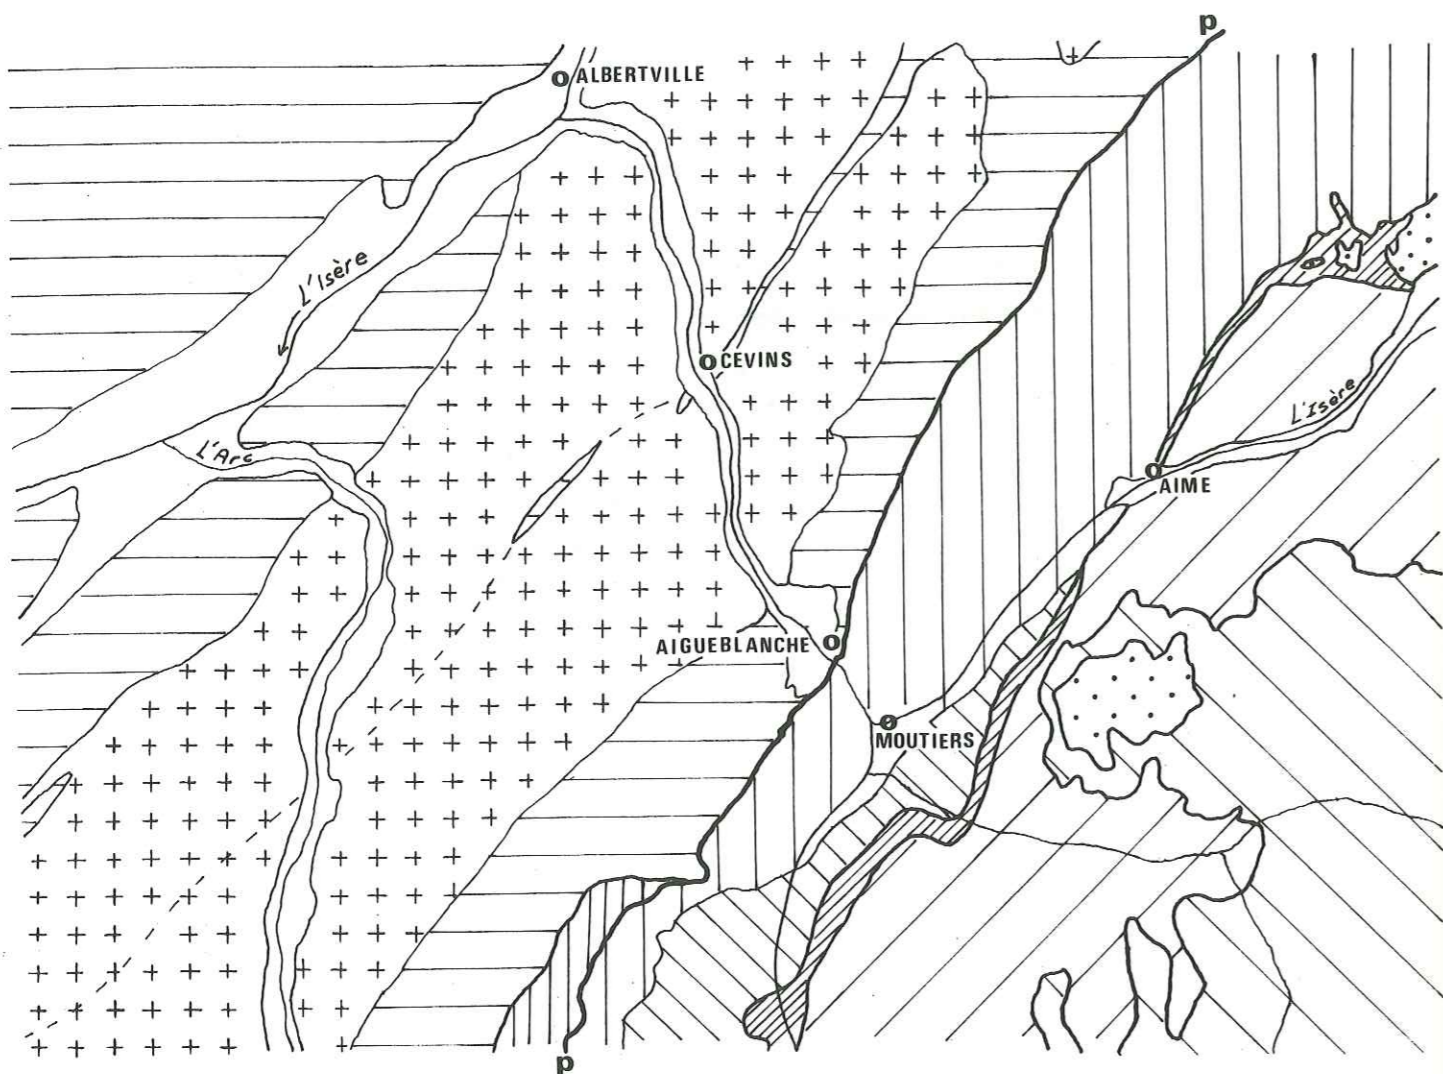 p
ALBERTVILLE
L'Isère
CEVINS
L'Isère
L'Arc
AIME
AIGUEBLANCHE
MOUTIERS
p